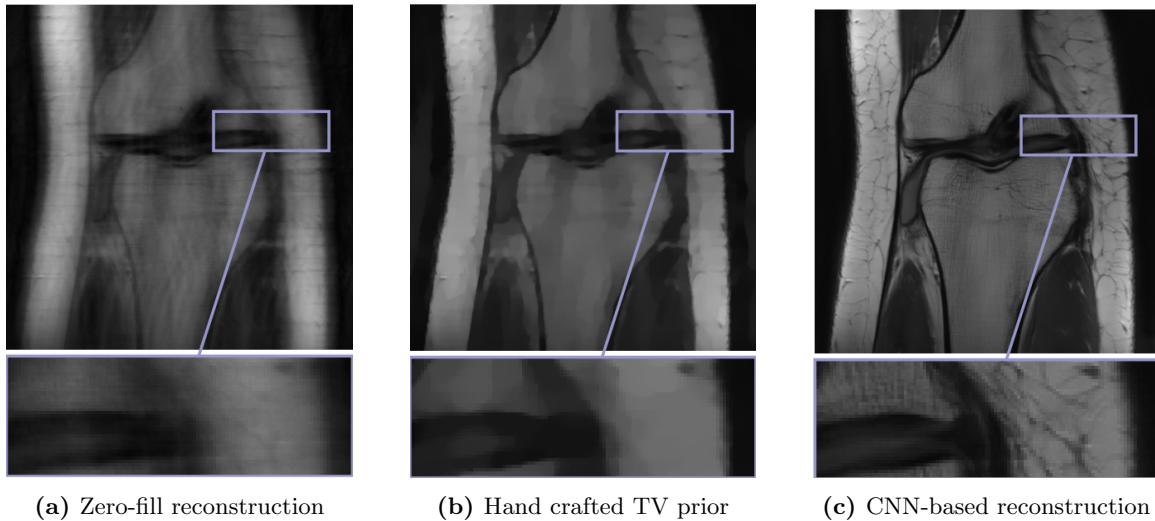 (a) Zero-fill reconstruction
(b) Hand crafted TV prior
(c) CNN-based reconstruction